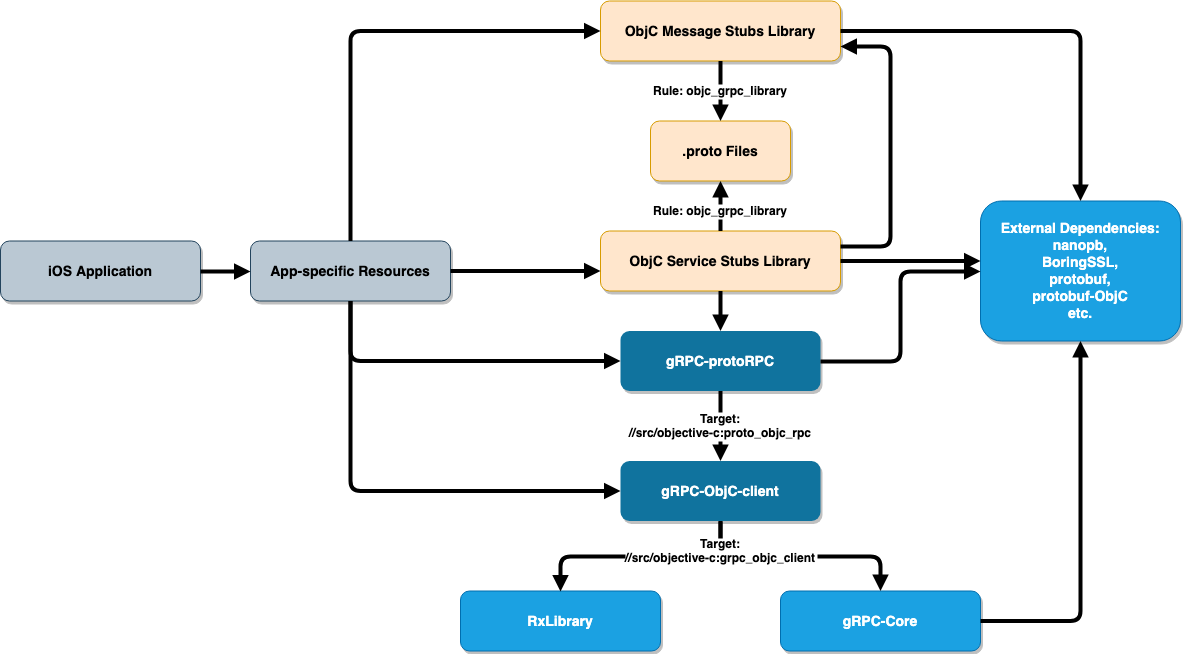 ObjC Message Stubs Library
Rule: objc_grpc_library
.proto Files
Rule: objc_grpc_library
iOS Application
App-specific Resources
ObjC Service Stubs Library
External Dependencies:
nanopb,
BoringSSL,
protobuf,
protobuf-ObjC
etc.
gRPC-protoRPC
Target:
//src/objective-c:proto_objc_rpc
gRPC-ObjC-client
Target:
//src/objective-c:grpc_objc_client
RxLibrary
gRPC-Core